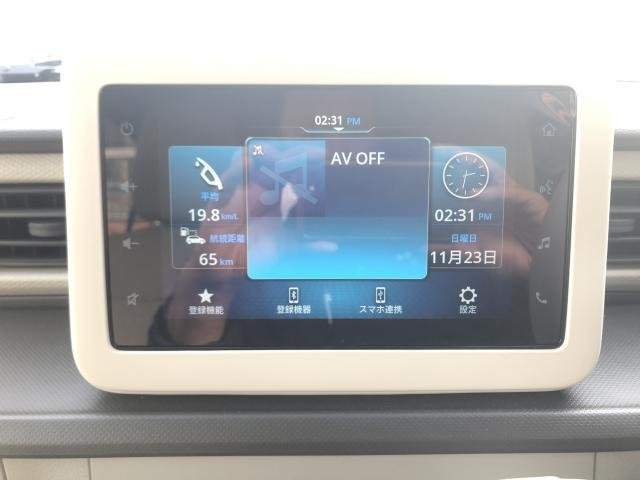 02:31 PM
AV OFF
平均
19.8 km/L
航続距離
65 km
02:31 PM
日曜日
11月23日
登録機能
登録機器
スマホ連携
設定